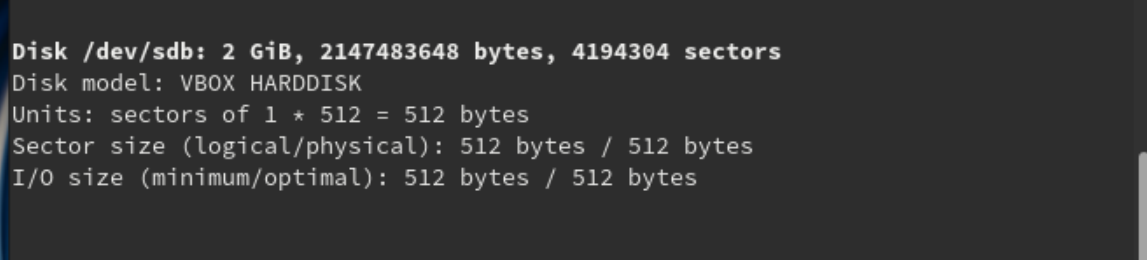 Disk /dev/sdb: 2 GiB, 2147483648 bytes, 4194304 sectors
Disk model: VBOX HARDDISK
Units: sectors of 1 * 512 = 512 bytes
Sector size (logical/physical): 512 bytes / 512 bytes
I/O size (minimum/optimal): 512 bytes / 512 bytes